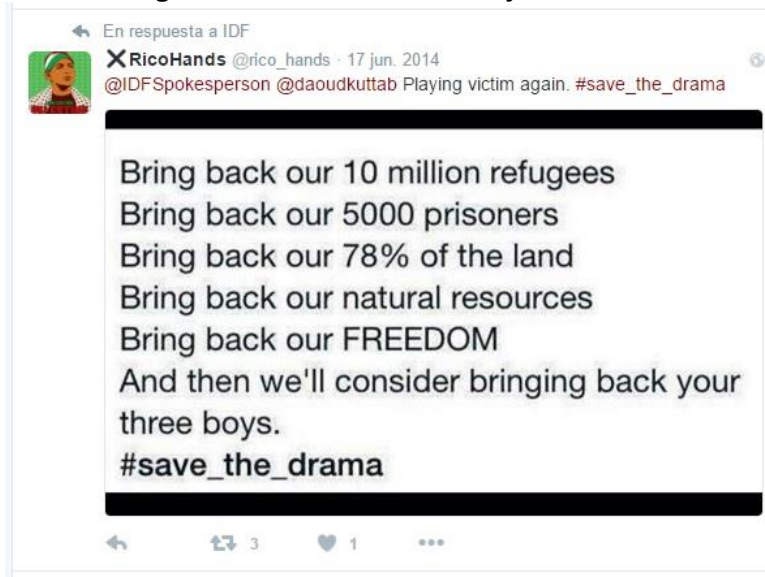 En respuesta a IDF
RicoHands @rico_hands · 17 jun. 2014
@IDFSpokesperson @daoudkuttab Playing victim again. #save_the_drama
Bring back our 10 million refugees
Bring back our 5000 prisoners
Bring back our 78% of the land
Bring back our natural resources
Bring back our FREEDOM
And then we'll consider bringing back your
three boys.
#save_the_drama
3 1